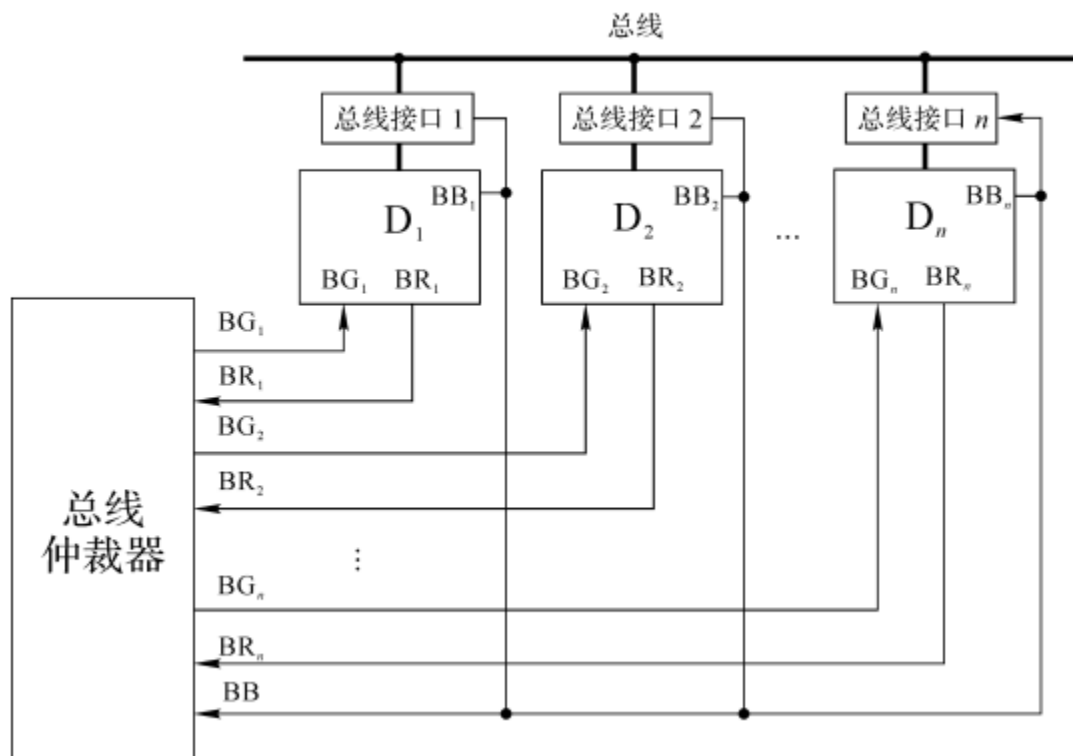 总线
总线接口 1
总线接口 2
总线接口 n
BB₁
BB₂
BBₙ
D₁
D₂
...
Dₙ
BG₁ BR₁
BG₂ BR₂
BGₙ BRₙ
BG₁
BR₁
BG₂
BR₂
总线
仲裁器
⋮
BGₙ
BRₙ
BB